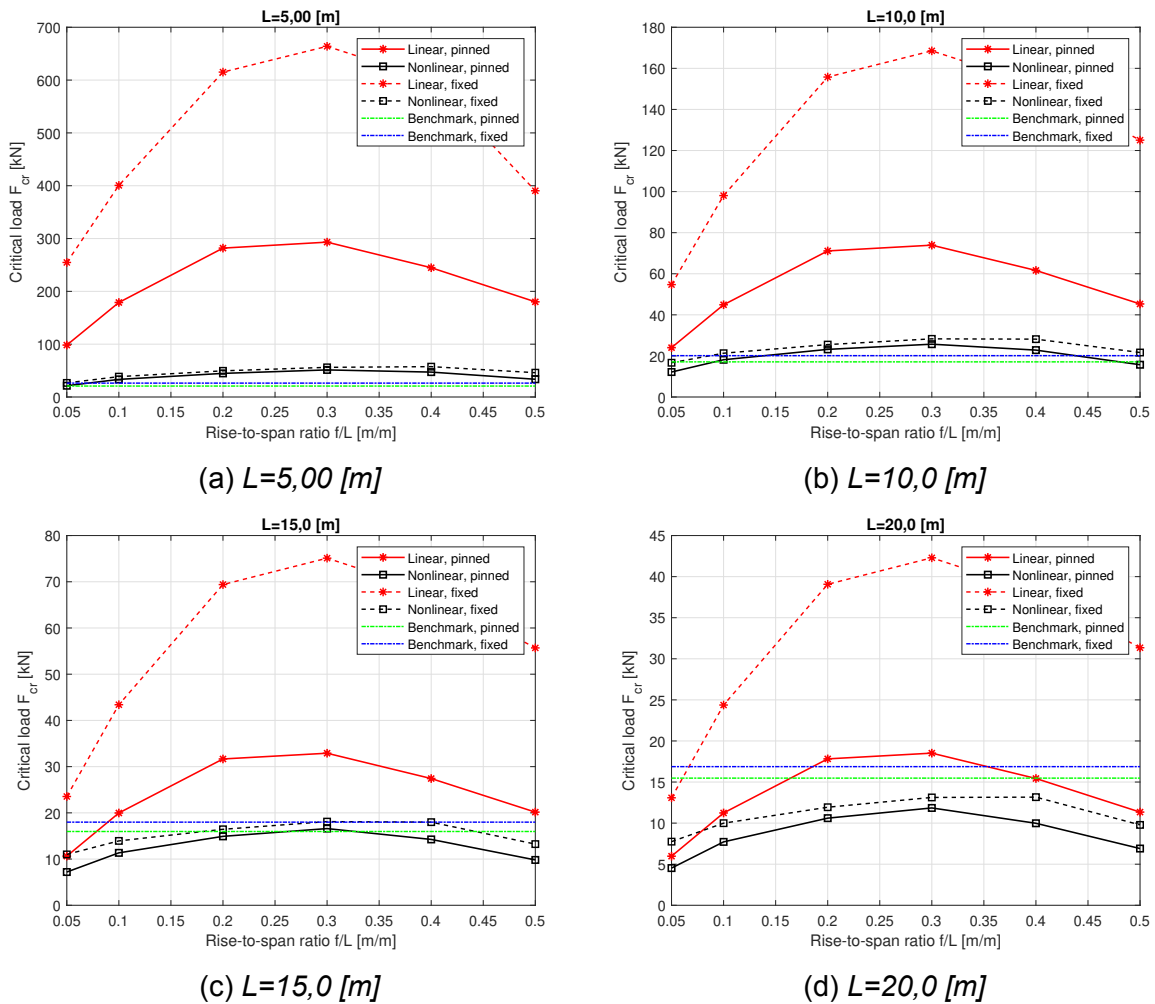 L=5,00 [m]
Critical load F_cr [kN]
700
600
500
400
300
200
100
0
Linear, pinned
Nonlinear, pinned
Linear, fixed
Nonlinear, fixed
Benchmark, pinned
Benchmark, fixed
0.05 0.1 0.15 0.2 0.25 0.3 0.35 0.4 0.45 0.5
Rise-to-span ratio f/L [m/m]
(a) L=5,00 [m]
L=10,0 [m]
Critical load F_cr [kN]
180
160
140
120
100
80
60
40
20
0
Linear, pinned
Nonlinear, pinned
Linear, fixed
Nonlinear, fixed
Benchmark, pinned
Benchmark, fixed
0.05 0.1 0.15 0.2 0.25 0.3 0.35 0.4 0.45 0.5
Rise-to-span ratio f/L [m/m]
(b) L=10,0 [m]
L=15,0 [m]
Critical load F_cr [kN]
80
70
60
50
40
30
20
10
0
Linear, pinned
Nonlinear, pinned
Linear, fixed
Nonlinear, fixed
Benchmark, pinned
Benchmark, fixed
0.05 0.1 0.15 0.2 0.25 0.3 0.35 0.4 0.45 0.5
Rise-to-span ratio f/L [m/m]
(c) L=15,0 [m]
L=20,0 [m]
Critical load F_cr [kN]
45
40
35
30
25
20
15
10
5
0
Linear, pinned
Nonlinear, pinned
Linear, fixed
Nonlinear, fixed
Benchmark, pinned
Benchmark, fixed
0.05 0.1 0.15 0.2 0.25 0.3 0.35 0.4 0.45 0.5
Rise-to-span ratio f/L [m/m]
(d) L=20,0 [m]